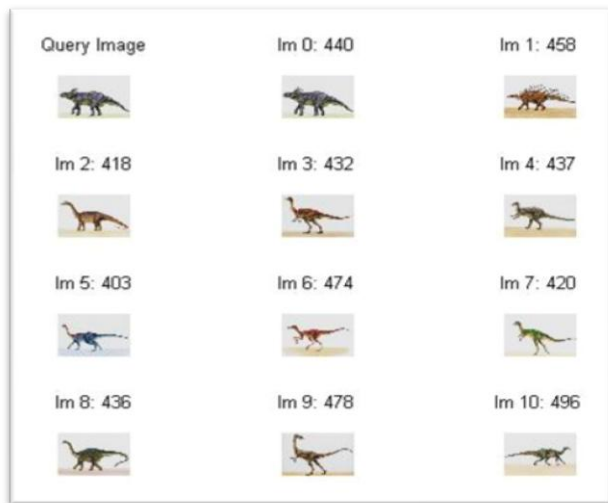 Query Image Im 0: 440 Im 1: 458
Im 2: 418 Im 3: 432 Im 4: 437
Im 5: 403 Im 6: 474 Im 7: 420
Im 8: 436 Im 9: 478 Im 10: 496